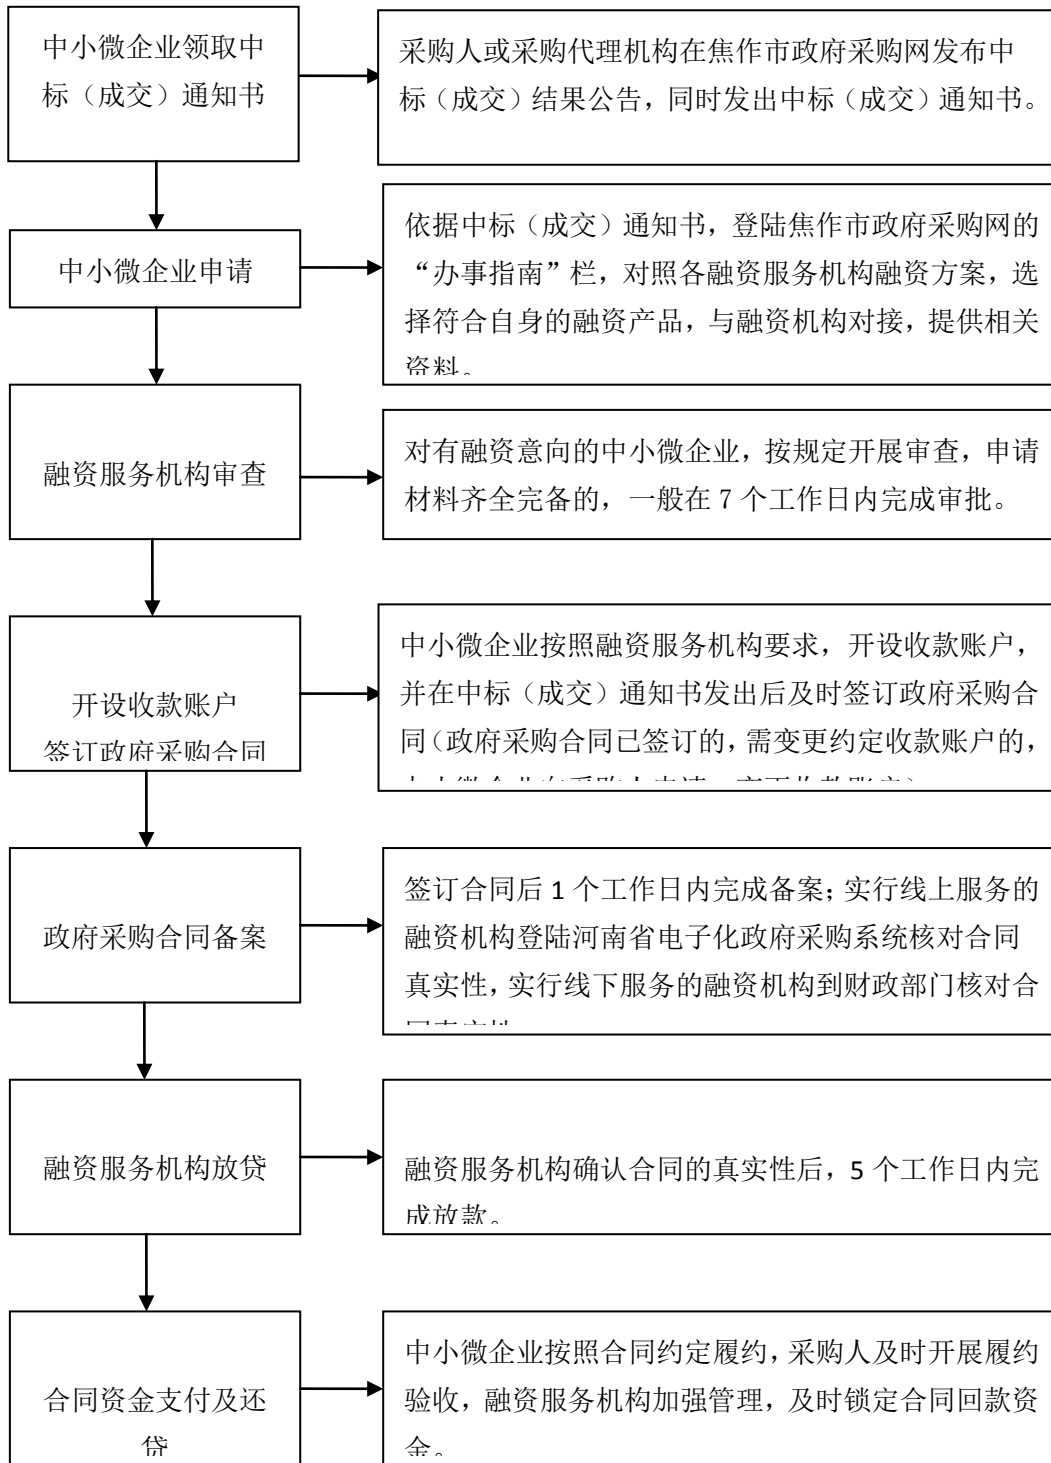 中小微企业领取中
标（成交）通知书
采购人或采购代理机构在焦作市政府采购网发布中
标（成交）结果公告，同时发出中标（成交）通知书。
中小微企业申请
依据中标（成交）通知书，登陆焦作市政府采购网的
“办事指南”栏，对照各融资服务机构融资方案，选
择符合自身的融资产品，与融资机构对接，提供相关
资料。
融资服务机构审查
对有融资意向的中小微企业，按规定开展审查，申请
材料齐全完备的，一般在 7 个工作日内完成审批。
开设收款账户
签订政府采购合同
中小微企业按照融资服务机构要求，开设收款账户，
并在中标（成交）通知书发出后及时签订政府采购合
同（政府采购合同已签订的，需变更约定收款账户的，
中小微企业向采购人申请，变更收款账户）
政府采购合同备案
签订合同后 1 个工作日内完成备案；实行线上服务的
融资机构登陆河南省电子化政府采购系统核对合同
真实性，实行线下服务的融资机构到财政部门核对合
同真实性
融资服务机构放贷
融资服务机构确认合同的真实性后，5 个工作日内完
成放款。
合同资金支付及还
贷
中小微企业按照合同约定履约，采购人及时开展履约
验收，融资服务机构加强管理，及时锁定合同回款资
金。